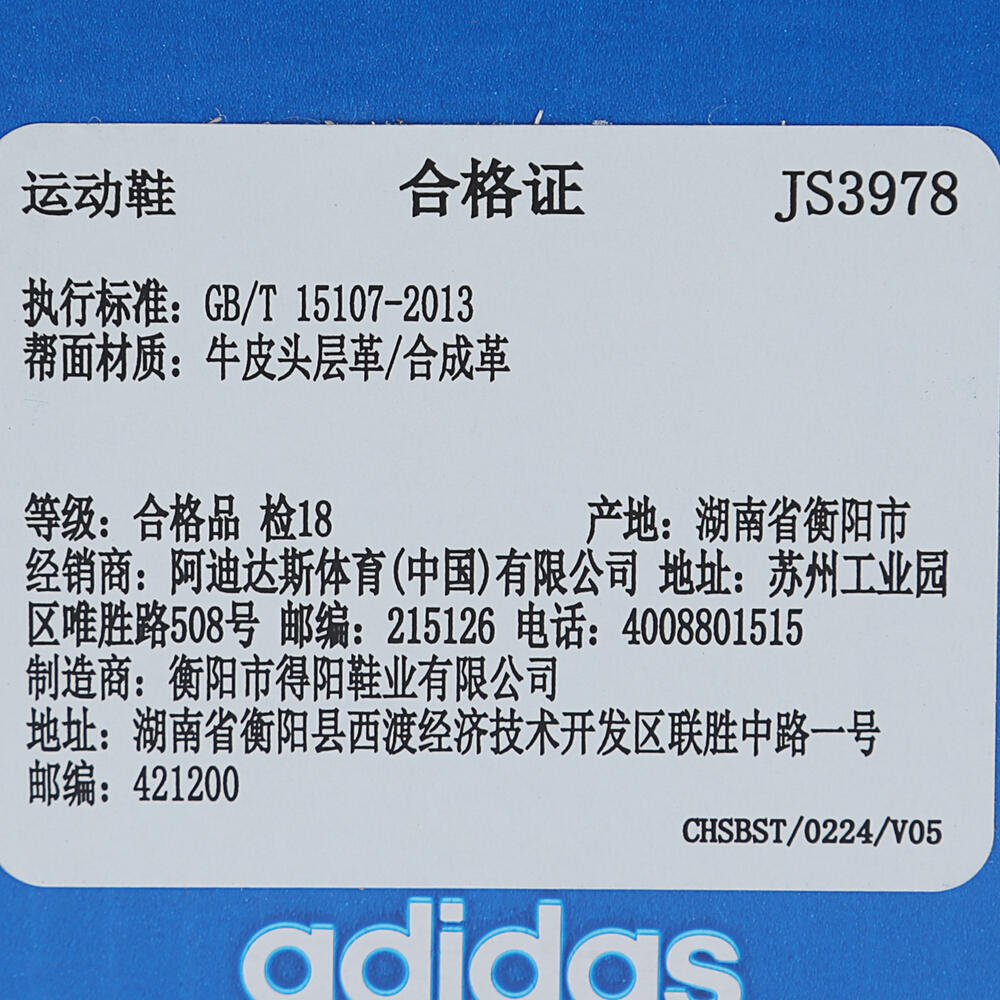 运动鞋 合格证 JS3978
执行标准：GB/T 15107-2013
帮面材质：牛皮头层革/合成革
等级：合格品 检18 产地：湖南省衡阳市
经销商：阿迪达斯体育(中国)有限公司 地址：苏州工业园
区唯胜路508号 邮编：215126 电话：4008801515
制造商：衡阳市得阳鞋业有限公司
地址：湖南省衡阳县西渡经济技术开发区联胜中路一号
邮编：421200
CHSBST/0224/V05
adidas